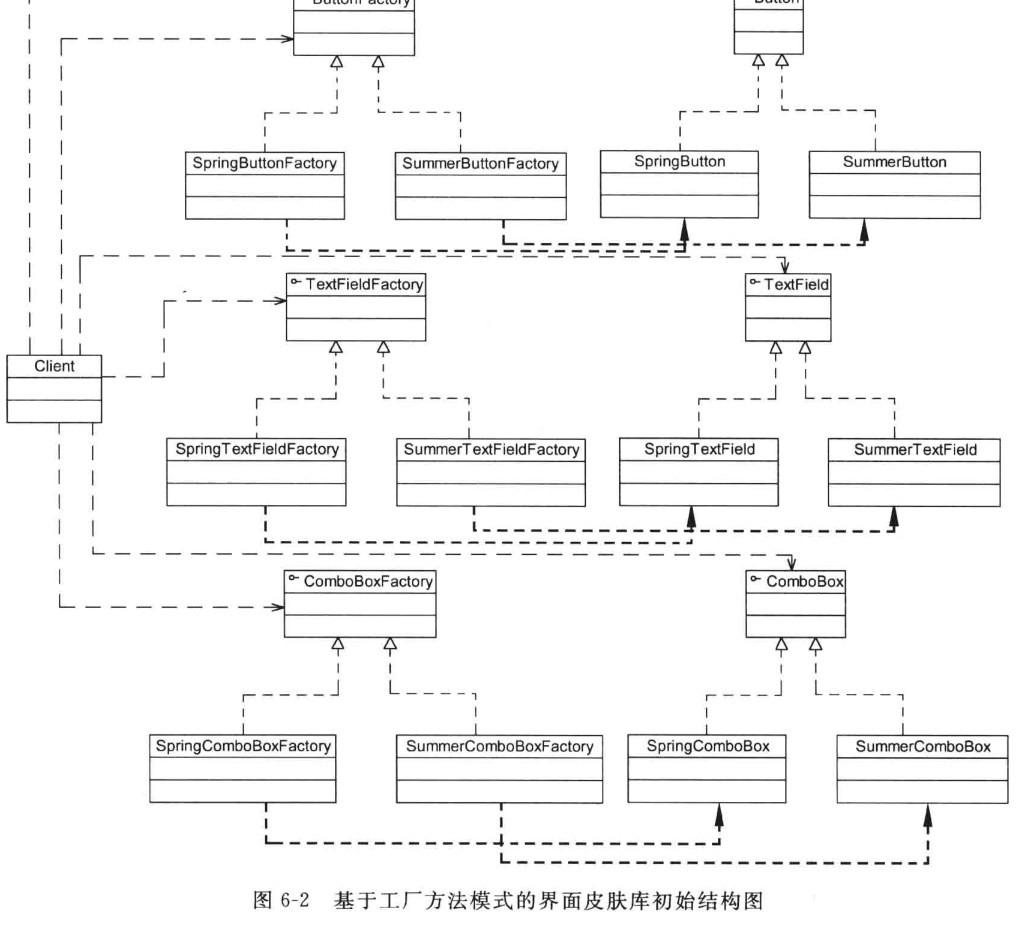 ButtonFactory
Button
SpringButtonFactory
SummerButtonFactory
SpringButton
SummerButton
TextFieldFactory
TextField
Client
SpringTextFieldFactory
SummerTextFieldFactory
SpringTextField
SummerTextField
ComboBoxFactory
ComboBox
SpringComboBoxFactory
SummerComboBoxFactory
SpringComboBox
SummerComboBox
图 6-2 基于工厂方法模式的界面皮肤库初始结构图